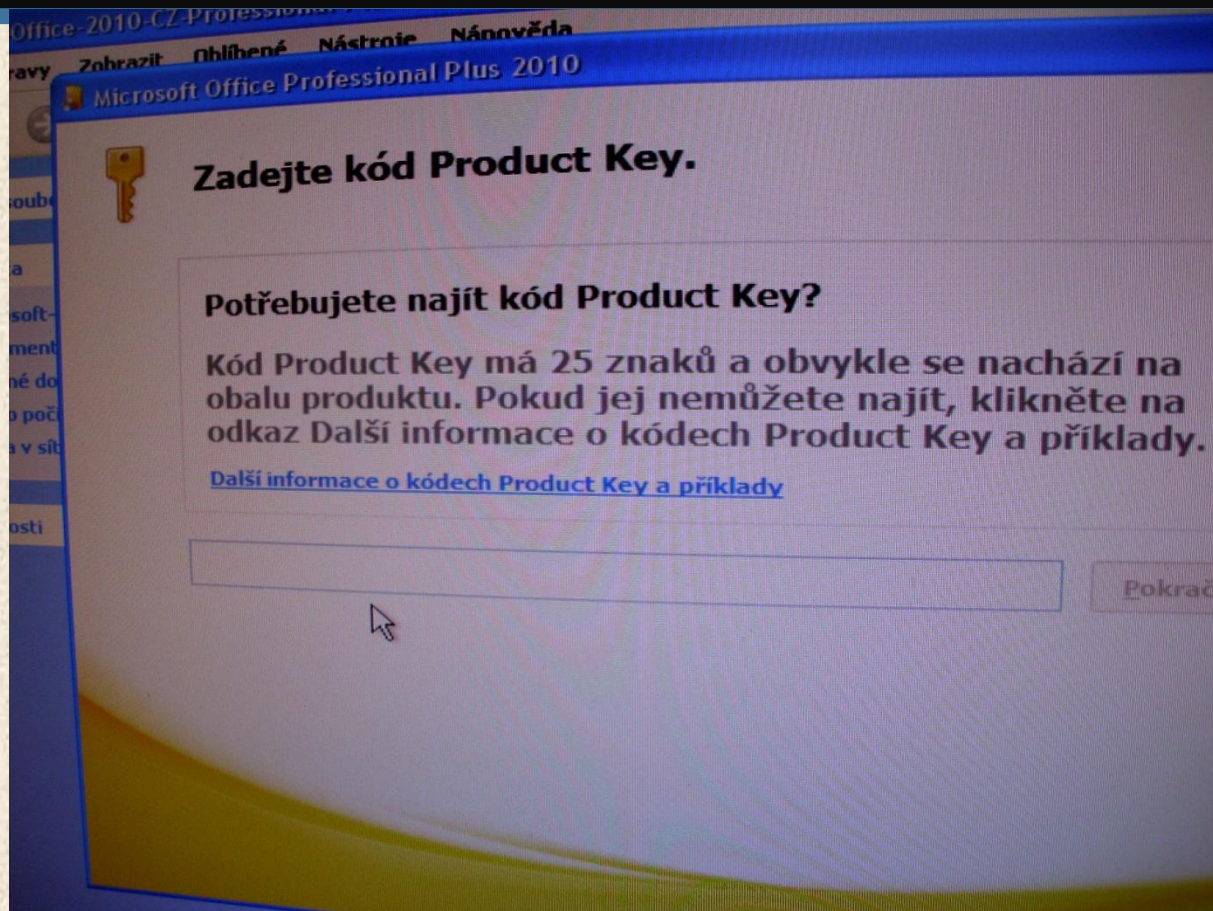 Office-2010-CZ-Professional
Zobrazit Oblíbené Nástroje Nápověda
Microsoft Office Professional Plus 2010
Zadejte kód Product Key.
Potřebujete najít kód Product Key?
Kód Product Key má 25 znaků a obvykle se nachází na
obalu produktu. Pokud jej nemůžete najít, klikněte na
odkaz Další informace o kódech Product Key a příklady.
Další informace o kódech Product Key a příklady
Pokrač